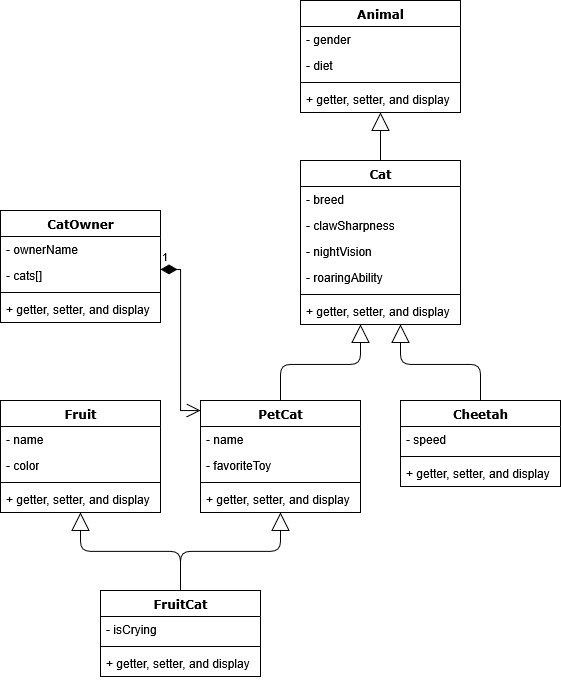 Animal
- gender
- diet
+ getter, setter, and display
Cat
- breed
- clawSharpness
- nightVision
- roaringAbility
+ getter, setter, and display
CatOwner
- ownerName
- cats[]
+ getter, setter, and display
1
Fruit
- name
- color
+ getter, setter, and display
PetCat
- name
- favoriteToy
+ getter, setter, and display
Cheetah
- speed
+ getter, setter, and display
FruitCat
- isCrying
+ getter, setter, and display